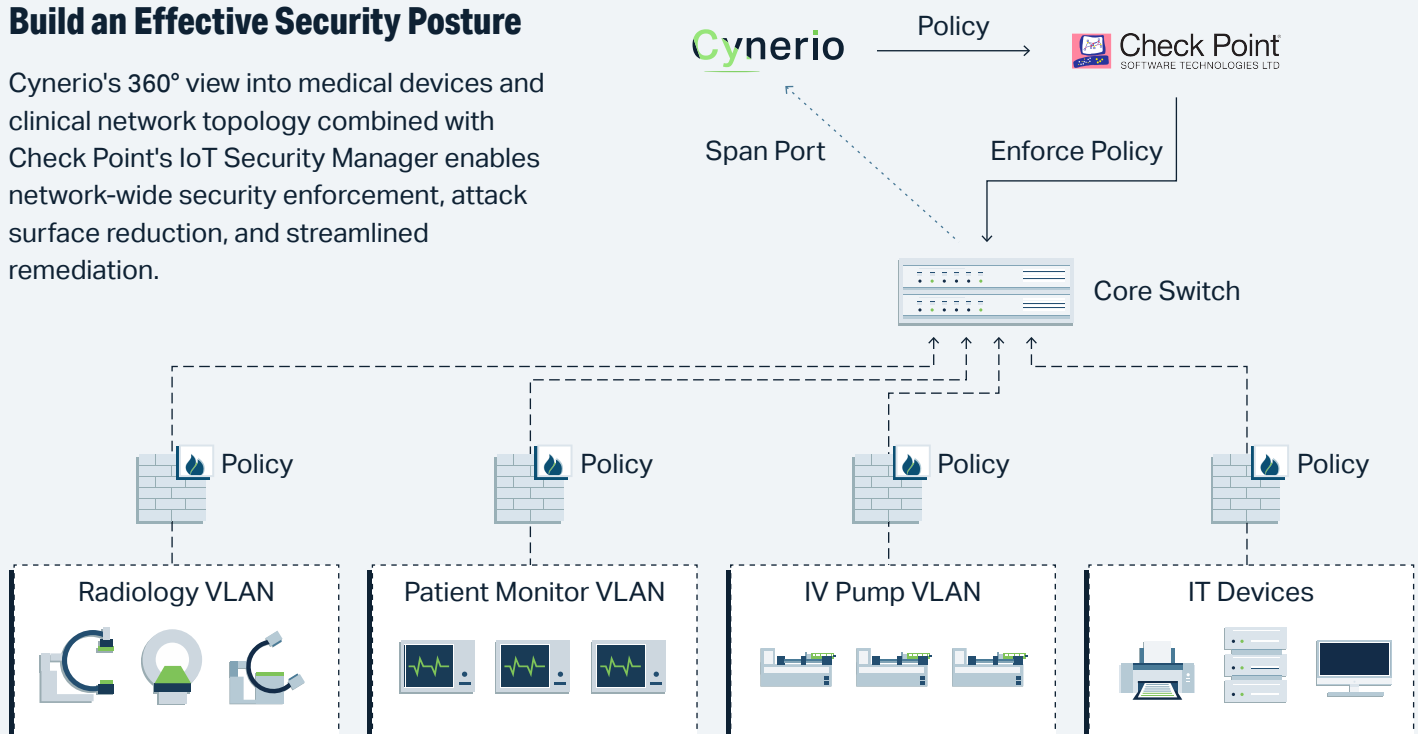 Build an Effective Security Posture
Cynerio's 360° view into medical devices and
clinical network topology combined with
Check Point's IoT Security Manager enables
network-wide security enforcement, attack
surface reduction, and streamlined
remediation.
Cynerio
Policy
Check Point
SOFTWARE TECHNOLOGIES LTD
Span Port
Enforce Policy
Core Switch
Policy
Policy
Policy
Policy
Radiology VLAN
Patient Monitor VLAN
IV Pump VLAN
IT Devices